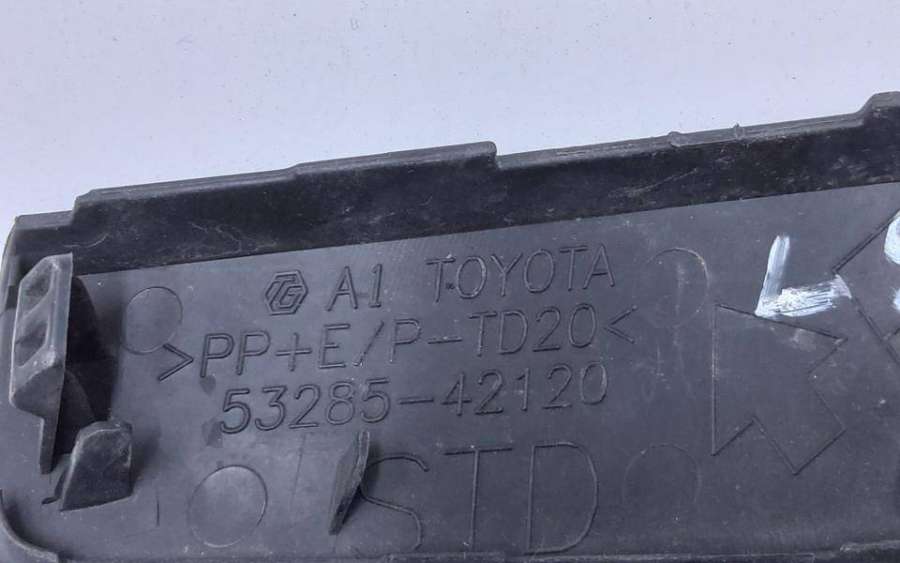 A1 TOYOTA
>PP+E/P-TD20<
53285-42120
STD